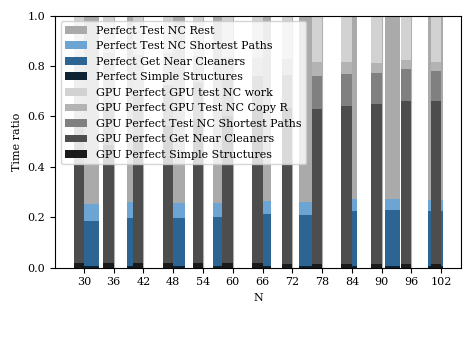 1.0
0.8
0.6
0.4
0.2
0.0
Time ratio
Perfect Test NC Rest
Perfect Test NC Shortest Paths
Perfect Get Near Cleaners
Perfect Simple Structures
GPU Perfect GPU test NC work
GPU Perfect GPU Test NC Copy R
GPU Perfect Test NC Shortest Paths
GPU Perfect Get Near Cleaners
GPU Perfect Simple Structures
30 36 42 48 54 60 66 72 78 84 90 96 102
N